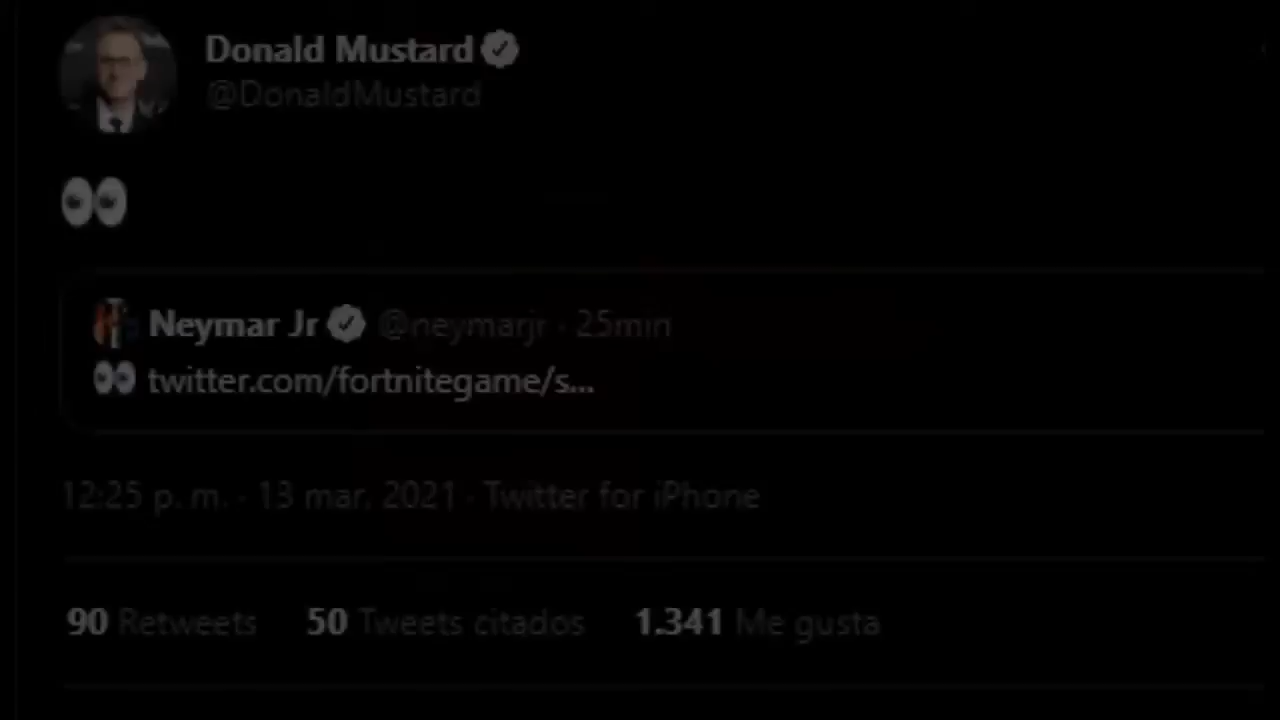 Donald Mustard
@DonaldMustard
👀
Neymar Jr @neymarjr · 25min
👀 twitter.com/fortnitegame/s...
12:25 p. m. · 13 mar. 2021 · Twitter for iPhone
90 Retweets 50 Tweets citados 1.341 Me gusta